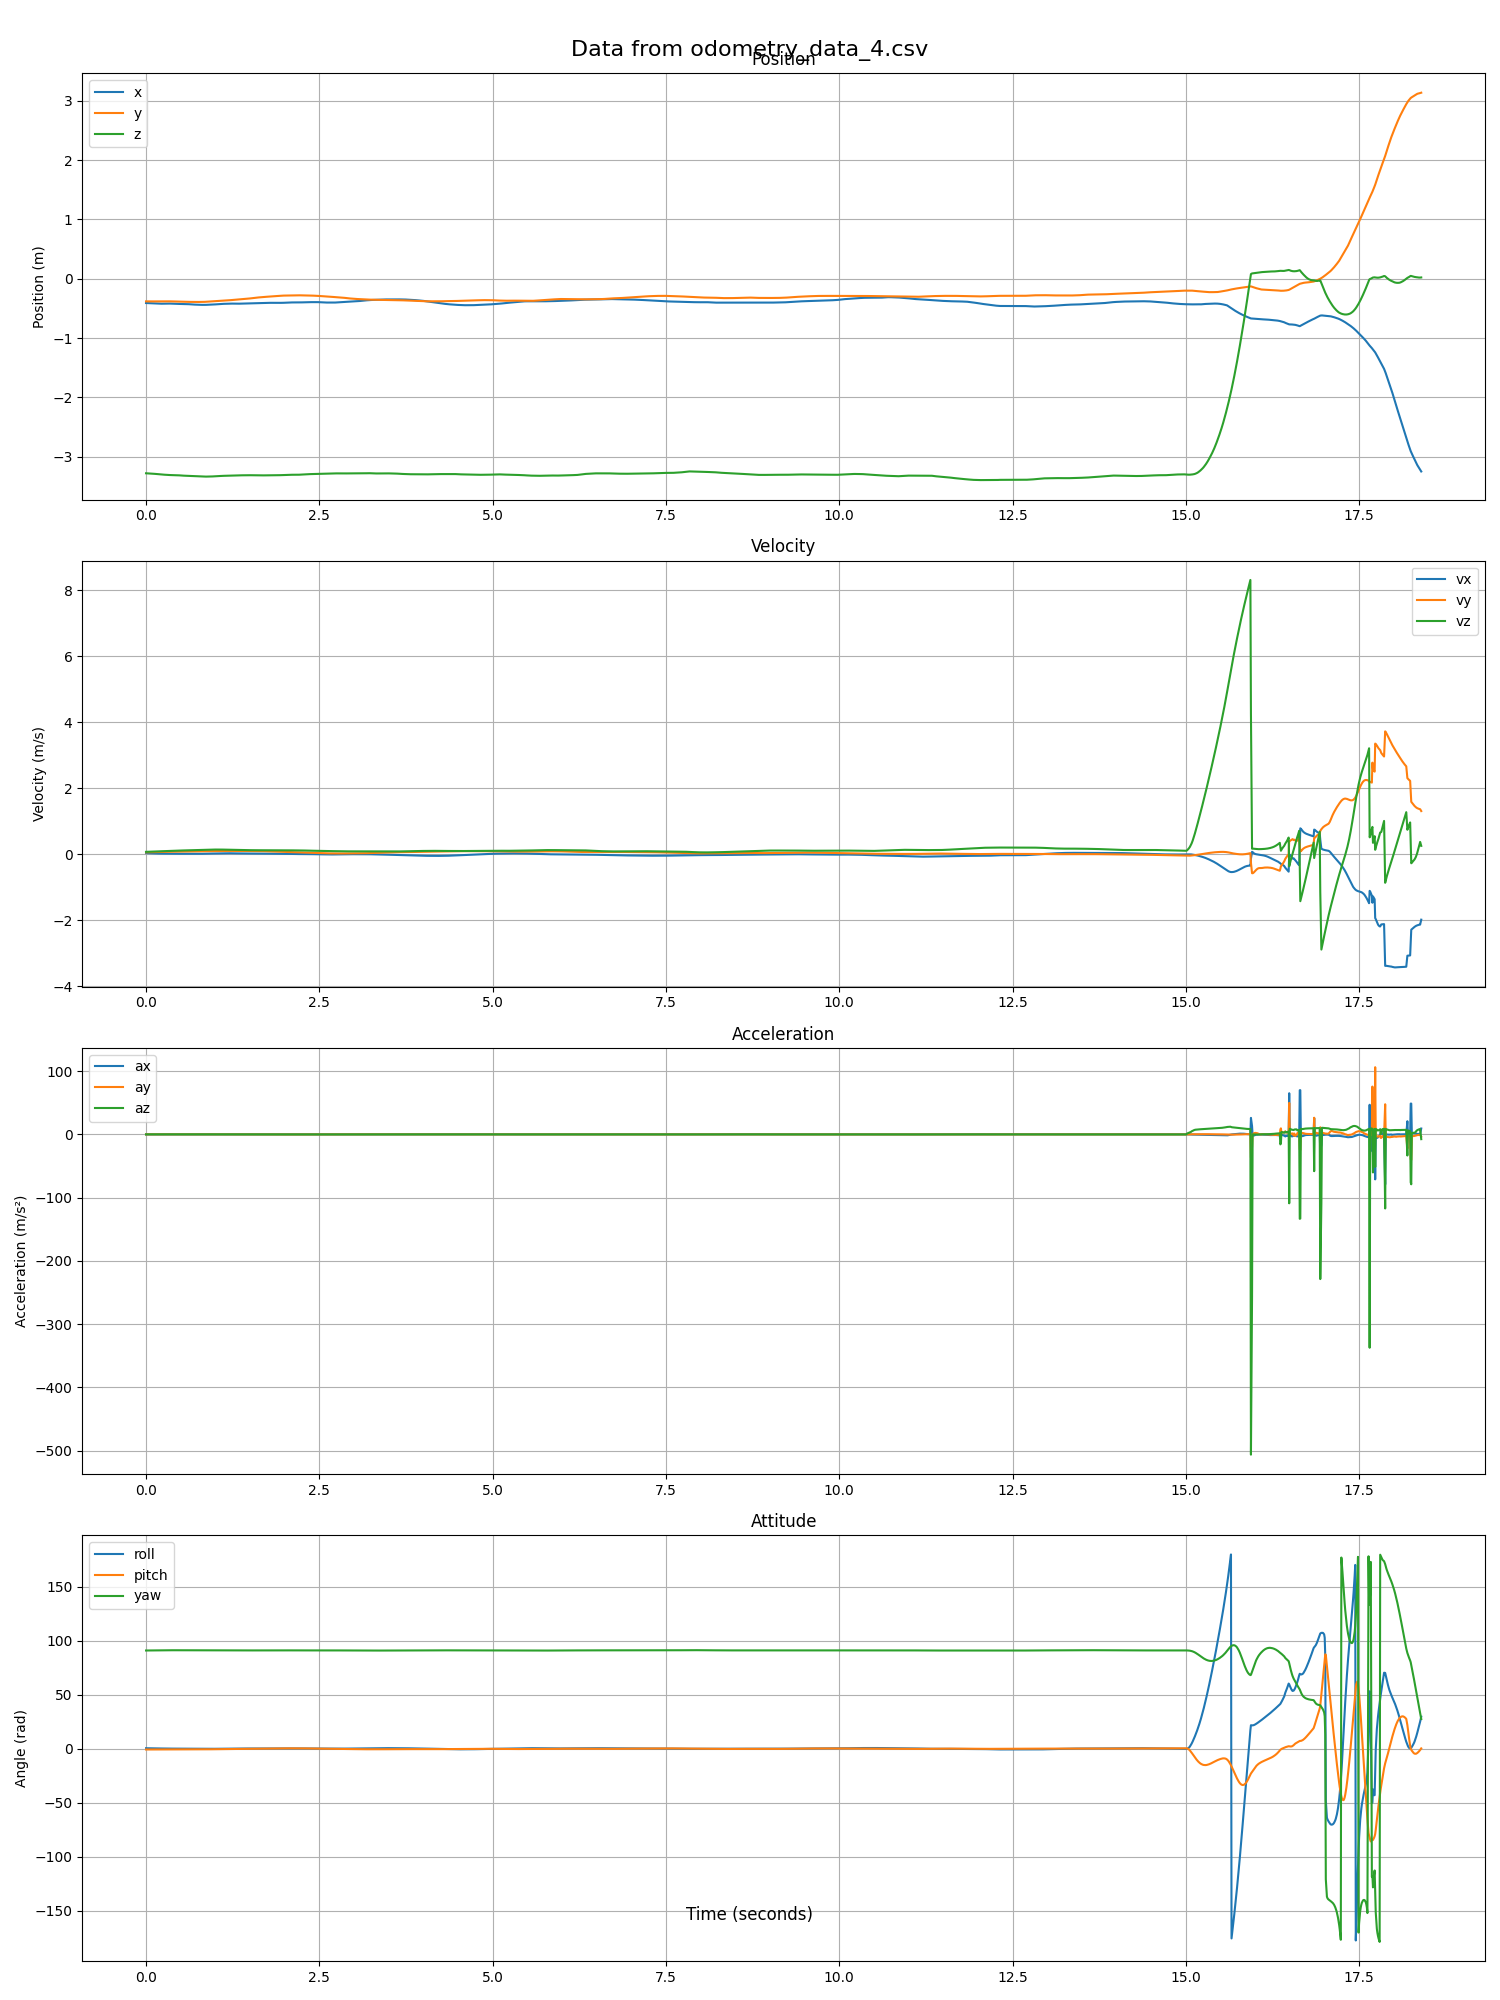 Data from odometry_data_4.csv
Position
x
y
z
3
2
1
0
−1
−2
−3
Position (m)
0.0 2.5 5.0 7.5 10.0 12.5 15.0 17.5
Velocity
vx
vy
vz
8
6
4
2
0
−2
−4
Velocity (m/s)
0.0 2.5 5.0 7.5 10.0 12.5 15.0 17.5
Acceleration
ax
ay
az
100
0
−100
−200
−300
−400
−500
Acceleration (m/s²)
0.0 2.5 5.0 7.5 10.0 12.5 15.0 17.5
Attitude
roll
pitch
yaw
150
100
50
0
−50
−100
−150
Angle (rad)
Time (seconds)
0.0 2.5 5.0 7.5 10.0 12.5 15.0 17.5